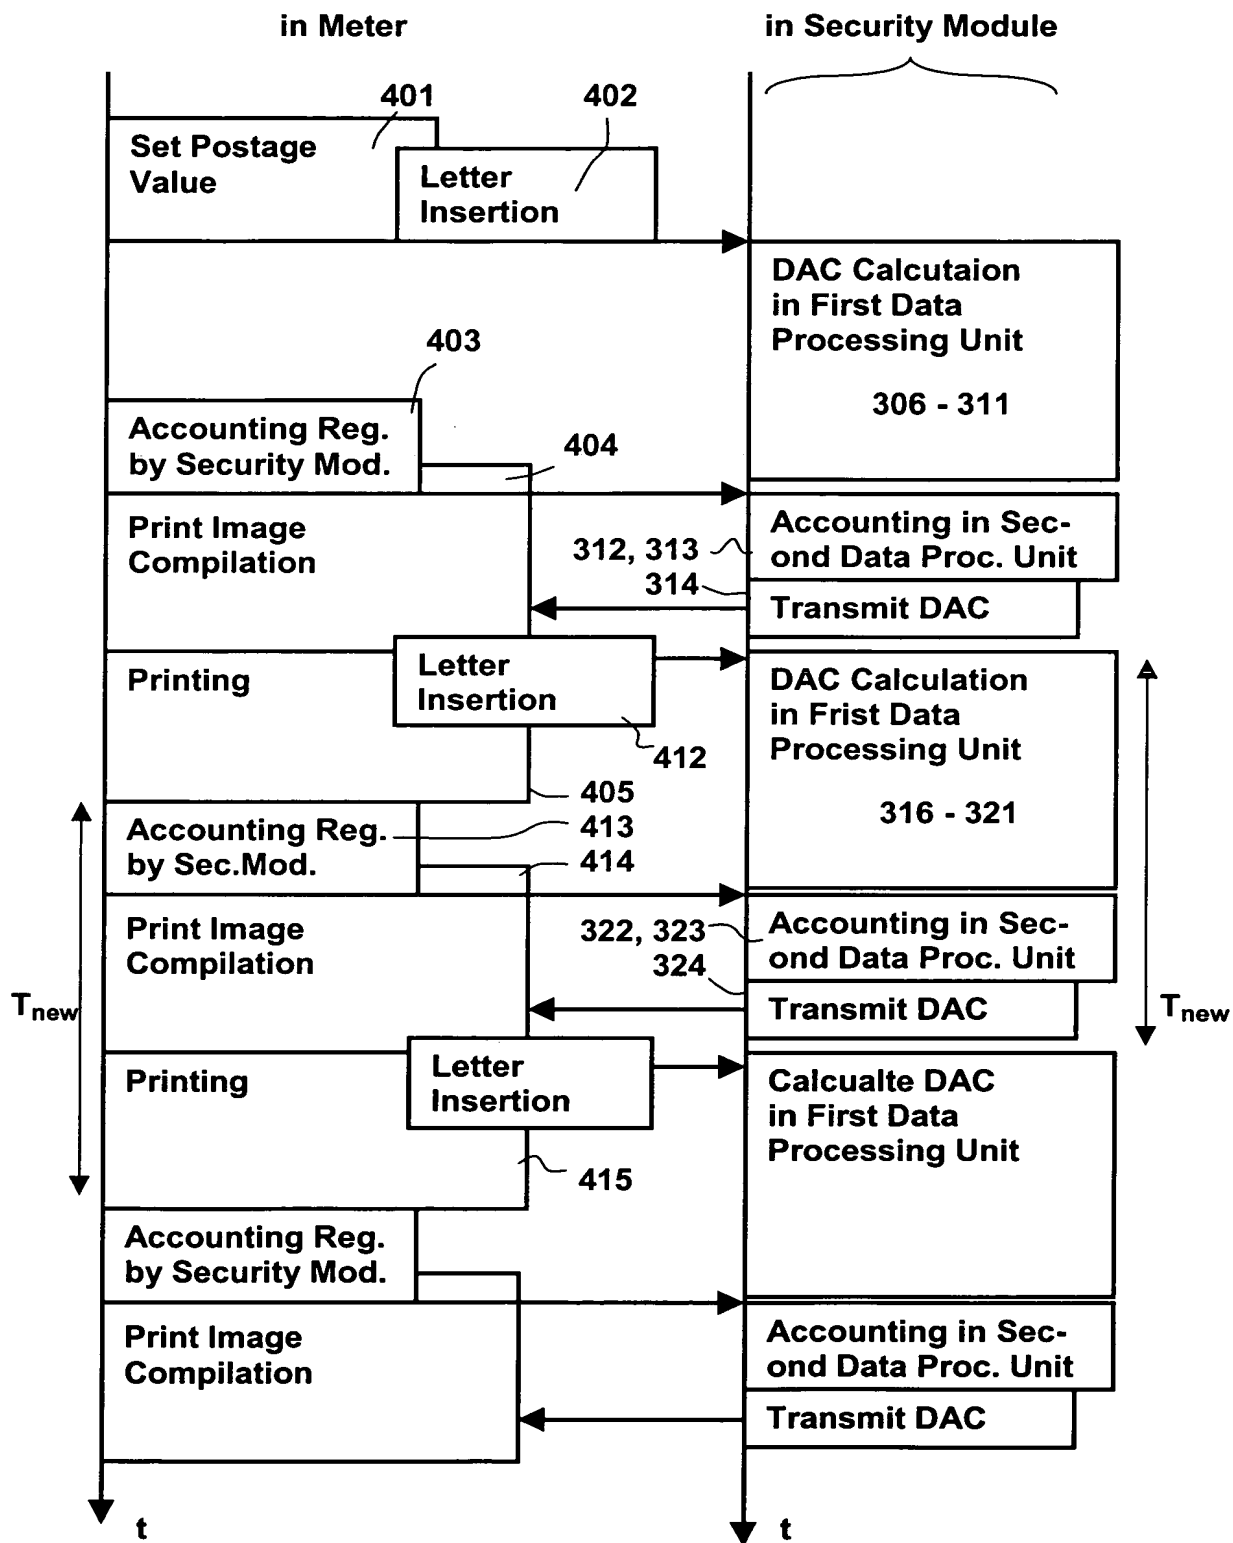 in Meter
in Security Module
401
402
Set Postage
Value
Letter
Insertion
DAC Calcutaion
in First Data
Processing Unit
306 - 311
403
Accounting Reg.
by Security Mod.
404
Print Image
Compilation
312, 313
314
Accounting in Sec-
ond Data Proc. Unit
Transmit DAC
Printing
Letter
Insertion
412
405
DAC Calculation
in Frist Data
Processing Unit
316 - 321
Accounting Reg.
by Sec.Mod.
413
414
Print Image
Compilation
322, 323
324
Accounting in Sec-
ond Data Proc. Unit
Transmit DAC
Tnew
Tnew
Printing
Letter
Insertion
415
Calcualte DAC
in First Data
Processing Unit
Accounting Reg.
by Security Mod.
Print Image
Compilation
Accounting in Sec-
ond Data Proc. Unit
Transmit DAC
t
t